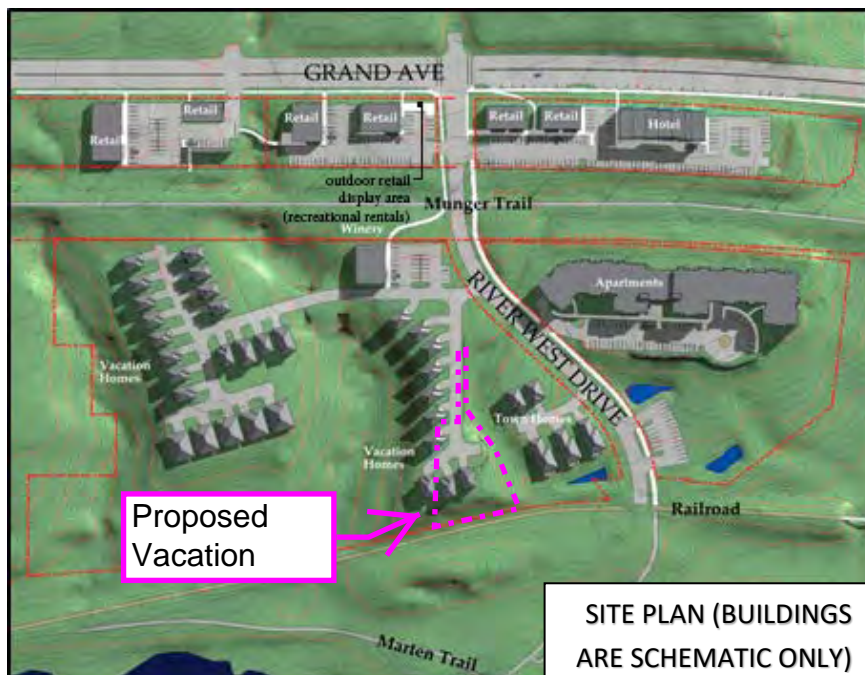 GRAND AVE
Retail
Retail
Retail
Retail
Retail
Retail
Hotel
outdoor retail
display area
(recreational rentals)
Munger Trail
Winery
RIVER WEST DRIVE
Apartments
Vacation
Homes
Town Homes
Vacation
Homes
Proposed
Vacation
Railroad
Marten Trail
SITE PLAN (BUILDINGS
ARE SCHEMATIC ONLY)